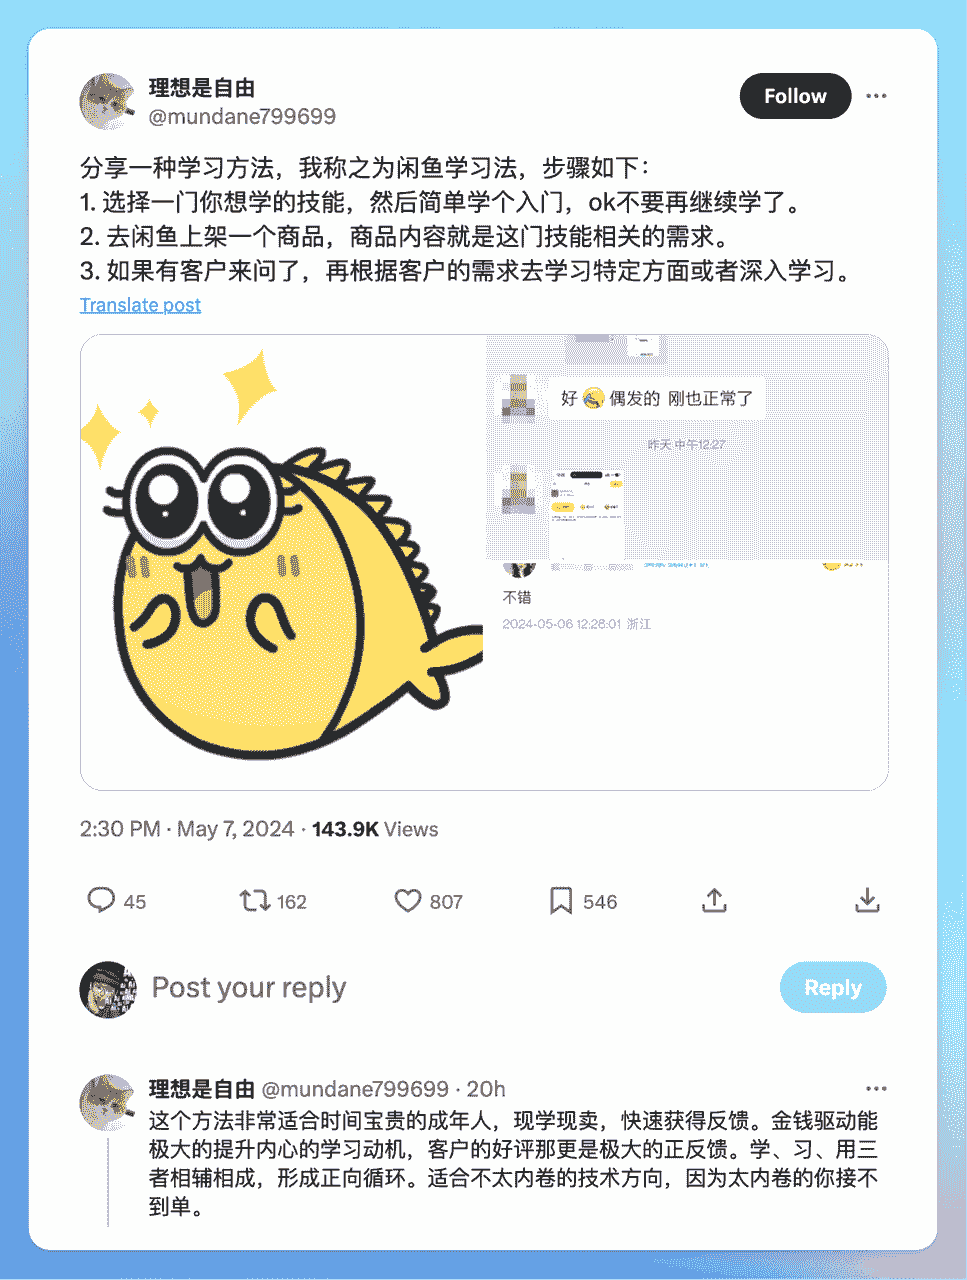 理想是自由
@mundane799699
Follow
分享一种学习方法，我称之为闲鱼学习法，步骤如下：
1. 选择一门你想学的技能，然后简单学个入门，ok不要再继续学了。
2. 去闲鱼上架一个商品，商品内容就是这门技能相关的需求。
3. 如果有客户来问了，再根据客户的需求去学习特定方面或者深入学习。
Translate post
好 偶发的 刚也正常了
昨天 中午12:27
不错
2024-05-06 12:28:01 浙江
2:30 PM · May 7, 2024 · 143.9K Views
45 162 807 546
Post your reply
Reply
理想是自由 @mundane799699 · 20h
这个方法非常适合时间宝贵的成年人，现学现卖，快速获得反馈。金钱驱动能
极大的提升内心的学习动机，客户的好评那更是极大的正反馈。学、习、用三
者相辅相成，形成正向循环。适合不太内卷的技术方向，因为太内卷的你接不
到单。